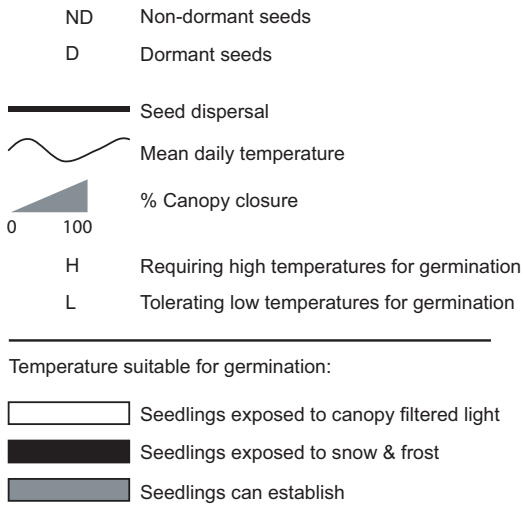 ND Non-dormant seeds
D Dormant seeds
Seed dispersal
Mean daily temperature
% Canopy closure
0 100
H Requiring high temperatures for germination
L Tolerating low temperatures for germination
Temperature suitable for germination:
Seedlings exposed to canopy filtered light
Seedlings exposed to snow & frost
Seedlings can establish